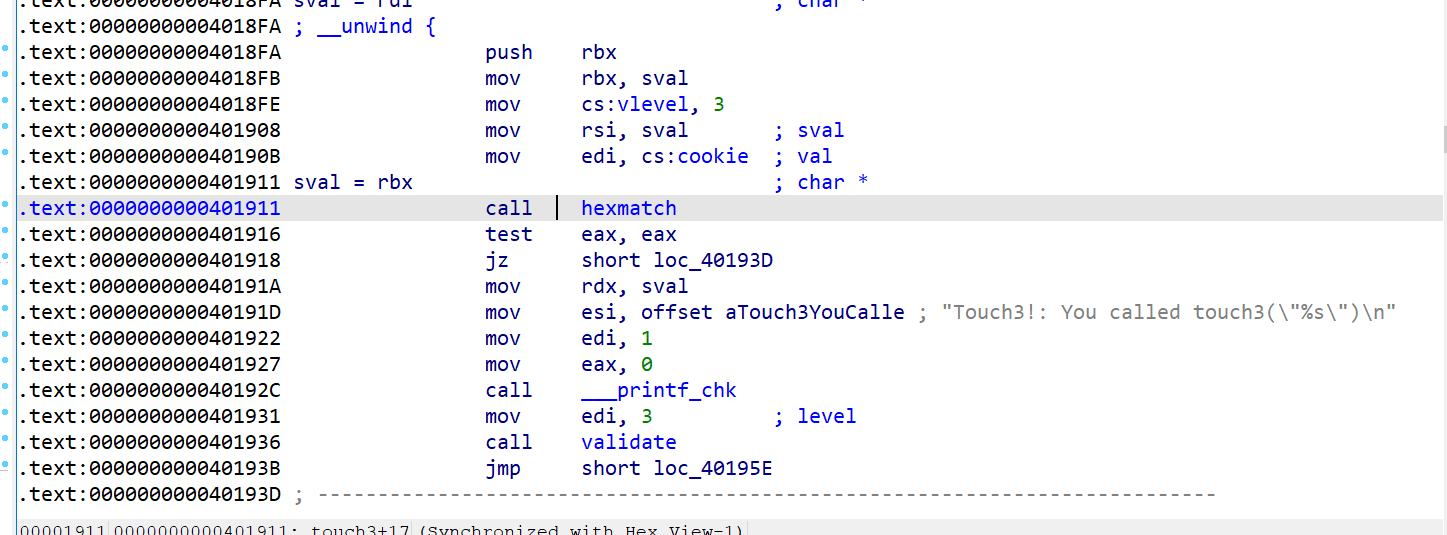 .text:00000000004018FA sval = rdi ; char *
.text:00000000004018FA ; __unwind {
.text:00000000004018FA push rbx
.text:00000000004018FB mov rbx, sval
.text:00000000004018FE mov cs:vlevel, 3
.text:0000000000401908 mov rsi, sval ; sval
.text:000000000040190B mov edi, cs:cookie ; val
.text:0000000000401911 sval = rbx ; char *
.text:0000000000401911 call hexmatch
.text:0000000000401916 test eax, eax
.text:0000000000401918 jz short loc_40193D
.text:000000000040191A mov rdx, sval
.text:000000000040191D mov esi, offset aTouch3YouCalle ; "Touch3!: You called touch3(\"%s\")\n"
.text:0000000000401922 mov edi, 1
.text:0000000000401927 mov eax, 0
.text:000000000040192C call ___printf_chk
.text:0000000000401931 mov edi, 3 ; level
.text:0000000000401936 call validate
.text:000000000040193B jmp short loc_40195E
.text:000000000040193D ; ---------------------------------------------------------------------------
00001911 0000000000401911: touch3+17 (Synchronized with Hex View-1)